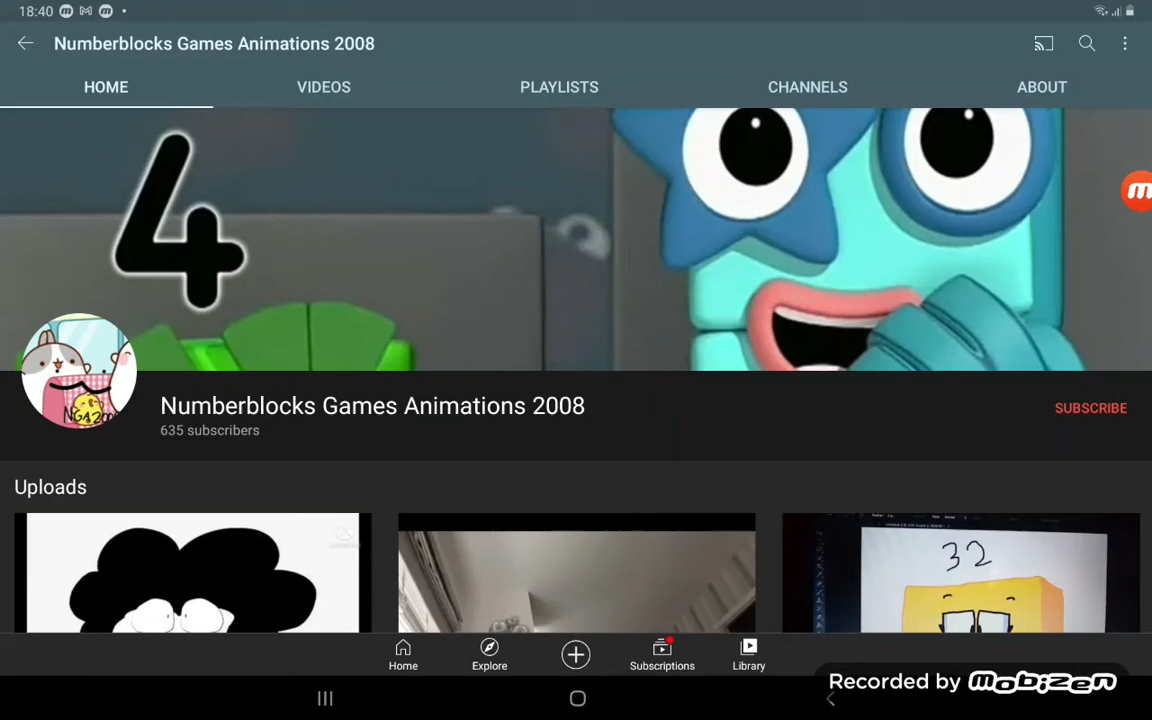 18:40
Numberblocks Games Animations 2008
HOME
VIDEOS
PLAYLISTS
CHANNELS
ABOUT
4
m
Numberblocks Games Animations 2008
SUBSCRIBE
635 subscribers
Uploads
32
Home
Explore
Subscriptions
Library
Recorded by mobizen